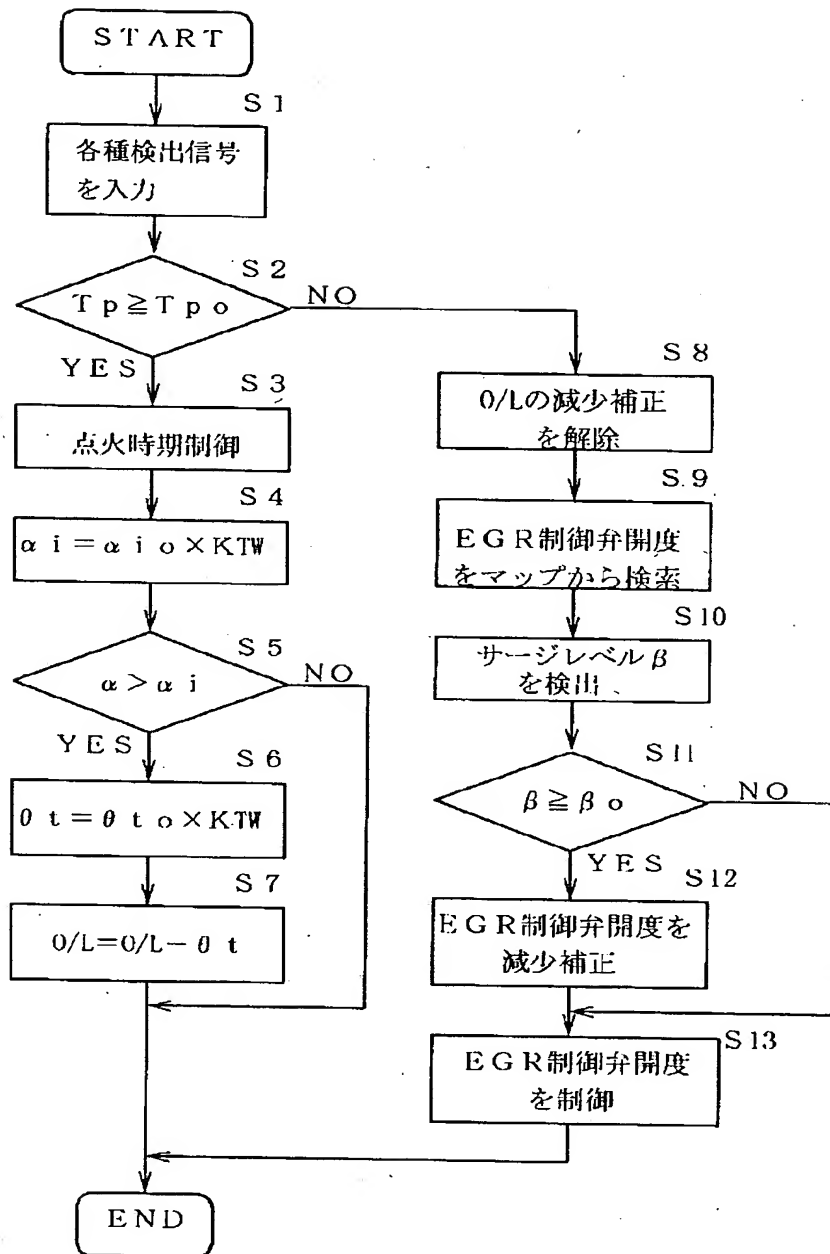 START
S1
各種検出信号
を入力
S2
Tp≧Tpo
NO
YES
S3
点火時期制御
S4
αi=αio×KTW
S5
α>αi
NO
YES
S6
θt=θto×KTW
S7
O/L=O/L-θt
S8
O/Lの減少補正
を解除
S9
EGR制御弁開度
をマップから検索
S10
サージレベルβ
を検出
S11
β≧βo
NO
YES
S12
EGR制御弁開度を
減少補正
S13
EGR制御弁開度
を制御
END